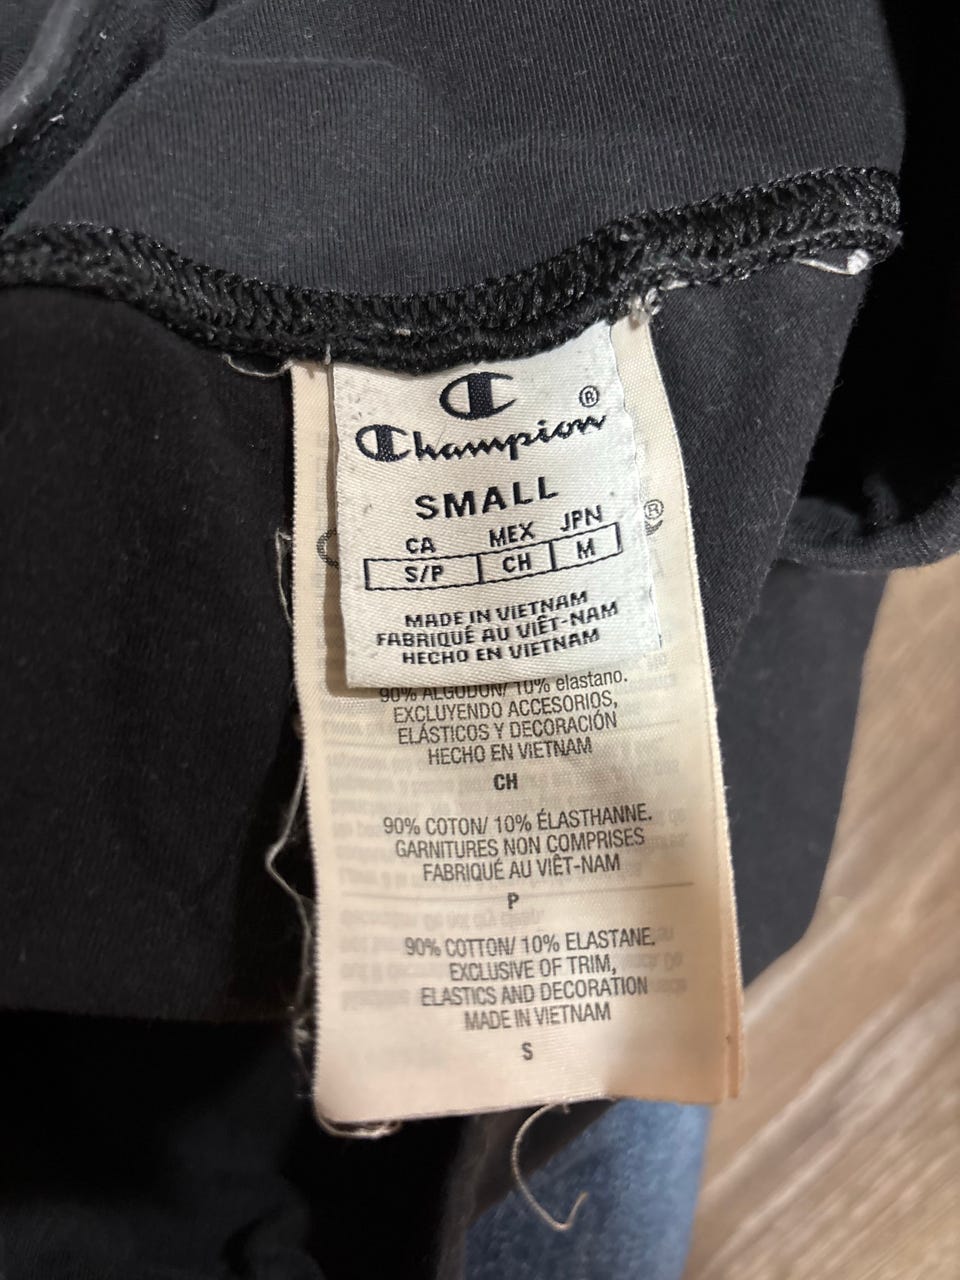 Champion®
SMALL
CA MEX JPN
S/P CH M
MADE IN VIETNAM
FABRIQUÉ AU VIÊT-NAM
HECHO EN VIETNAM
90% ALGODÓN/ 10% elastano.
EXCLUYENDO ACCESORIOS,
ELÁSTICOS Y DECORACIÓN
HECHO EN VIETNAM
CH
90% COTON/ 10% ÉLASTHANNE.
GARNITURES NON COMPRISES
FABRIQUÉ AU VIÊT-NAM
P
90% COTTON/ 10% ELASTANE.
EXCLUSIVE OF TRIM,
ELASTICS AND DECORATION
MADE IN VIETNAM
S